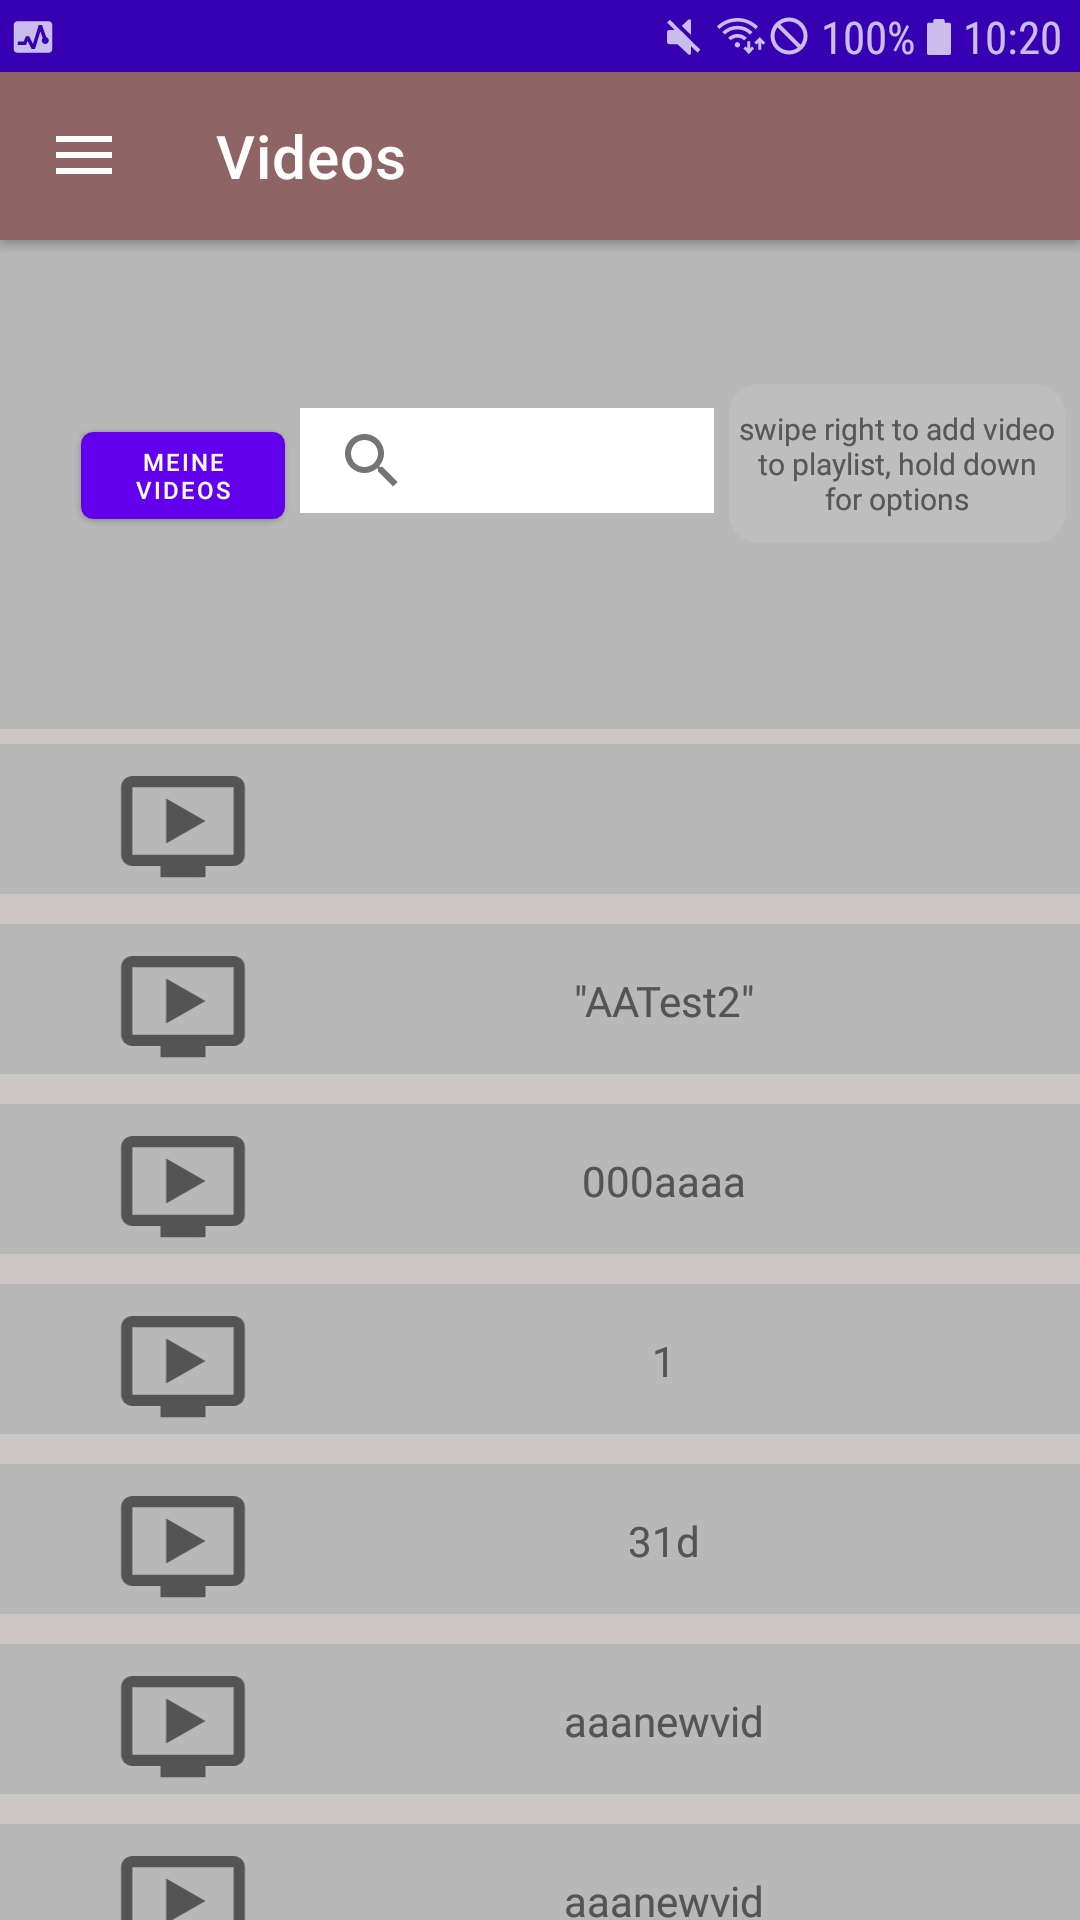 100% 10:20
Videos
MEINE
VIDEOS
swipe right to add video
to playlist, hold down
for options
"AATest2"
000aaaa
1
31d
aaanewvid
aaanewvid